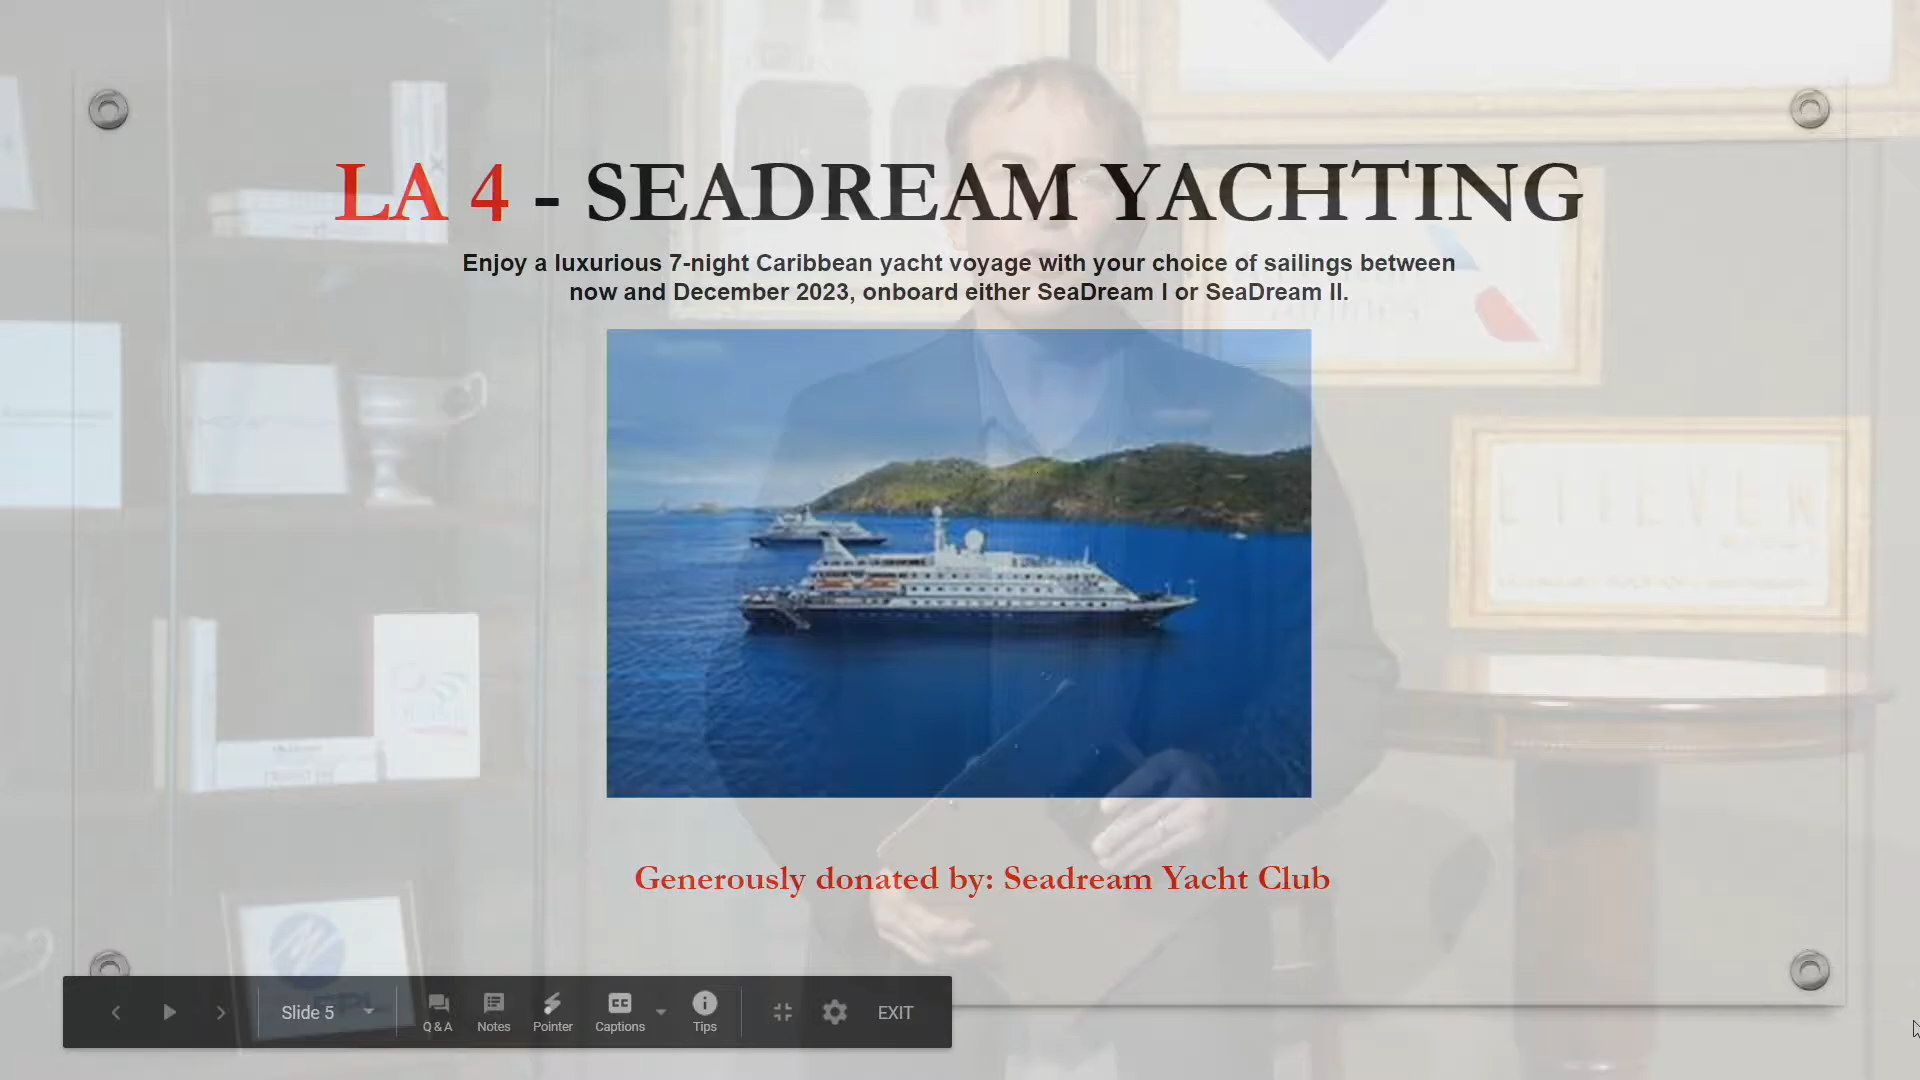 LA 4 - SEADREAM YACHTING
Enjoy a luxurious 7-night Caribbean yacht voyage with your choice of sailings between
now and December 2023, onboard either SeaDream I or SeaDream II.
Generously donated by: Seadream Yacht Club
Slide 5
Q & A
Notes
Pointer
CC
Captions
Tips
EXIT